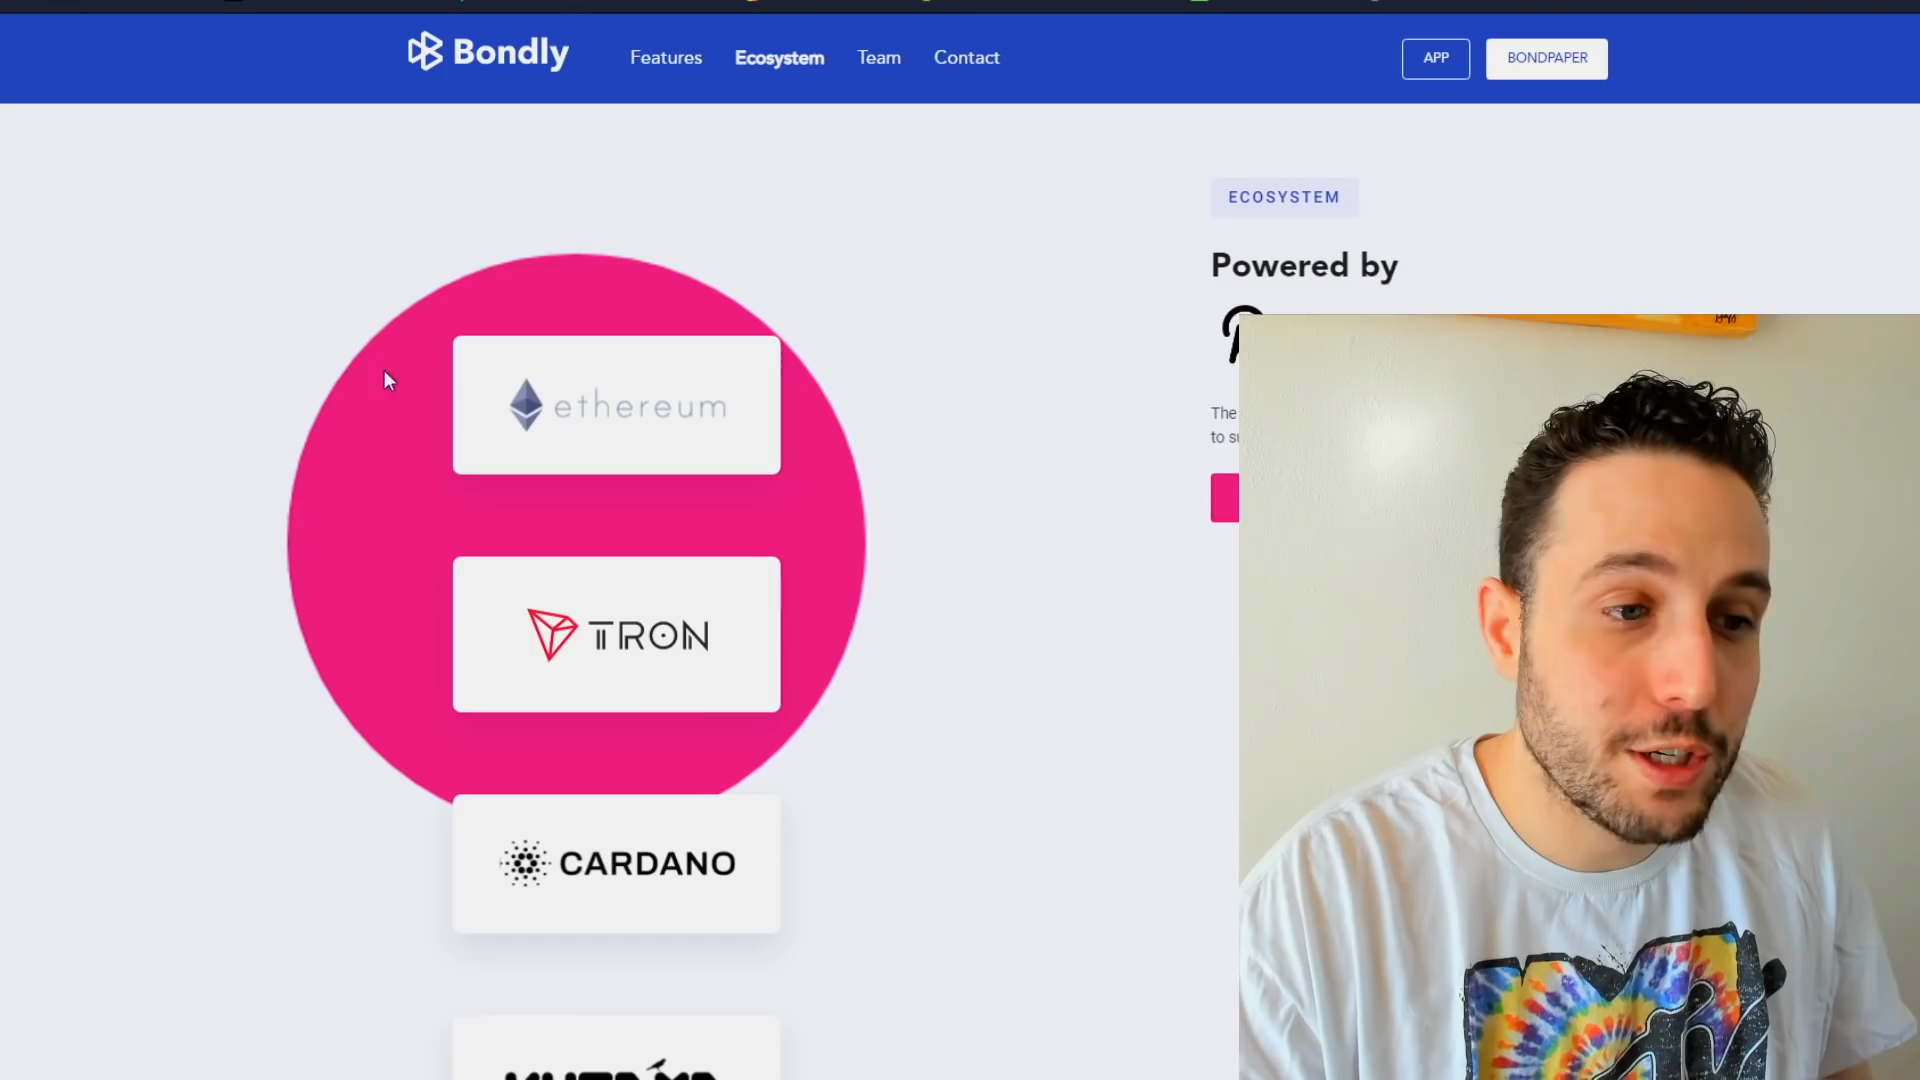 Bondly
Features
Ecosystem
Team
Contact
APP
BONDPAPER
ECOSYSTEM
Powered by
The
ethereum
TRON
CARDANO